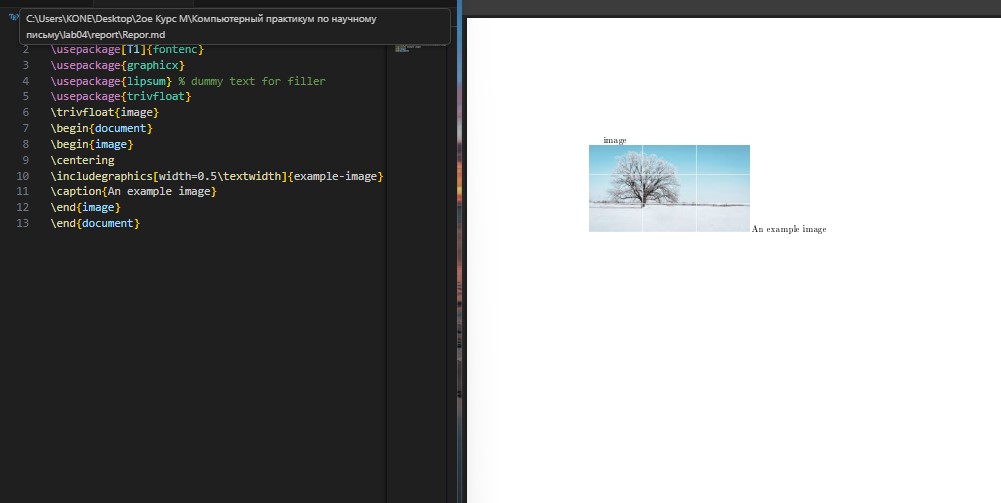 C:\Users\KONE\Desktop\2ое Курс М\Компьютерный практикум по научному
письму\lab04\report\Repor.md
2 \usepackage[T1]{fontenc}
3 \usepackage{graphicx}
4 \usepackage{lipsum} % dummy text for filler
5 \usepackage{trivfloat}
6 \trivfloat{image}
7 \begin{document}
8 \begin{image}
9 \centering
10 \includegraphics[width=0.5\textwidth]{example-image}
11 \caption{An example image}
12 \end{image}
13 \end{document}
image
An example image